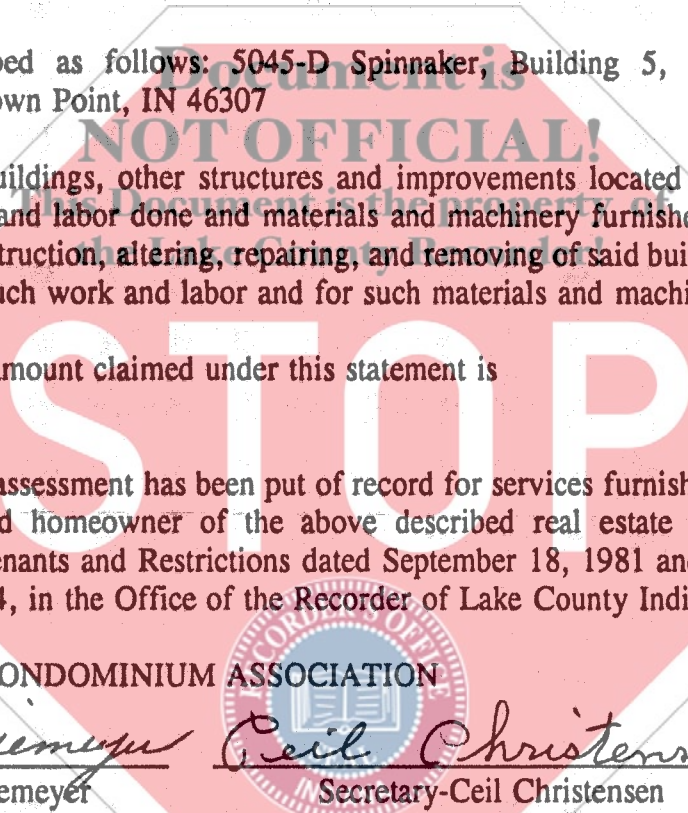 bed as follows: 5045-D Spinnaker, Building 5,
own Point, IN 46307
Document is
NOT OFFICIAL!
uildings, other structures and improvements located
This Document is the property of
and labor done and materials and machinery furnishe
the Lake County Recorder!
truction, altering, repairing, and removing of said buil
uch work and labor and for such materials and machi
STOP
amount claimed under this statement is
assessment has been put of record for services furnish
d homeowner of the above described real estate
enants and Restrictions dated September 18, 1981 and
4, in the Office of the Recorder of Lake County Indi
RECORDER'S OFFICE
ONDOMINIUM ASSOCIATION
iemeyer Ceil Christens
emeyer Secretary-Ceil Christensen